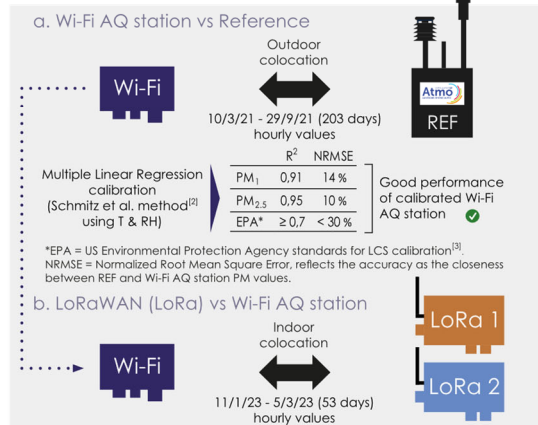 a. Wi-Fi AQ station vs Reference
Outdoor
colocation
Wi-Fi
Atmo
REF
10/3/21 - 29/9/21 (203 days)
hourly values
R² NRMSE
Multiple Linear Regression
calibration
(Schmitz et al. method[2]
using T & RH)
PM1 0,91 14 %
PM2.5 0,95 10 %
EPA* ≥ 0,7 < 30 %
Good performance
of calibrated Wi-Fi
AQ station
*EPA = US Environmental Protection Agency standards for LCS calibration[3].
NRMSE = Normalized Root Mean Square Error, reflects the accuracy as the closeness
between REF and Wi-Fi AQ station PM values.
b. LoRaWAN (LoRa) vs Wi-Fi AQ station
Indoor
colocation
Wi-Fi
LoRa 1
LoRa 2
11/1/23 - 5/3/23 (53 days)
hourly values